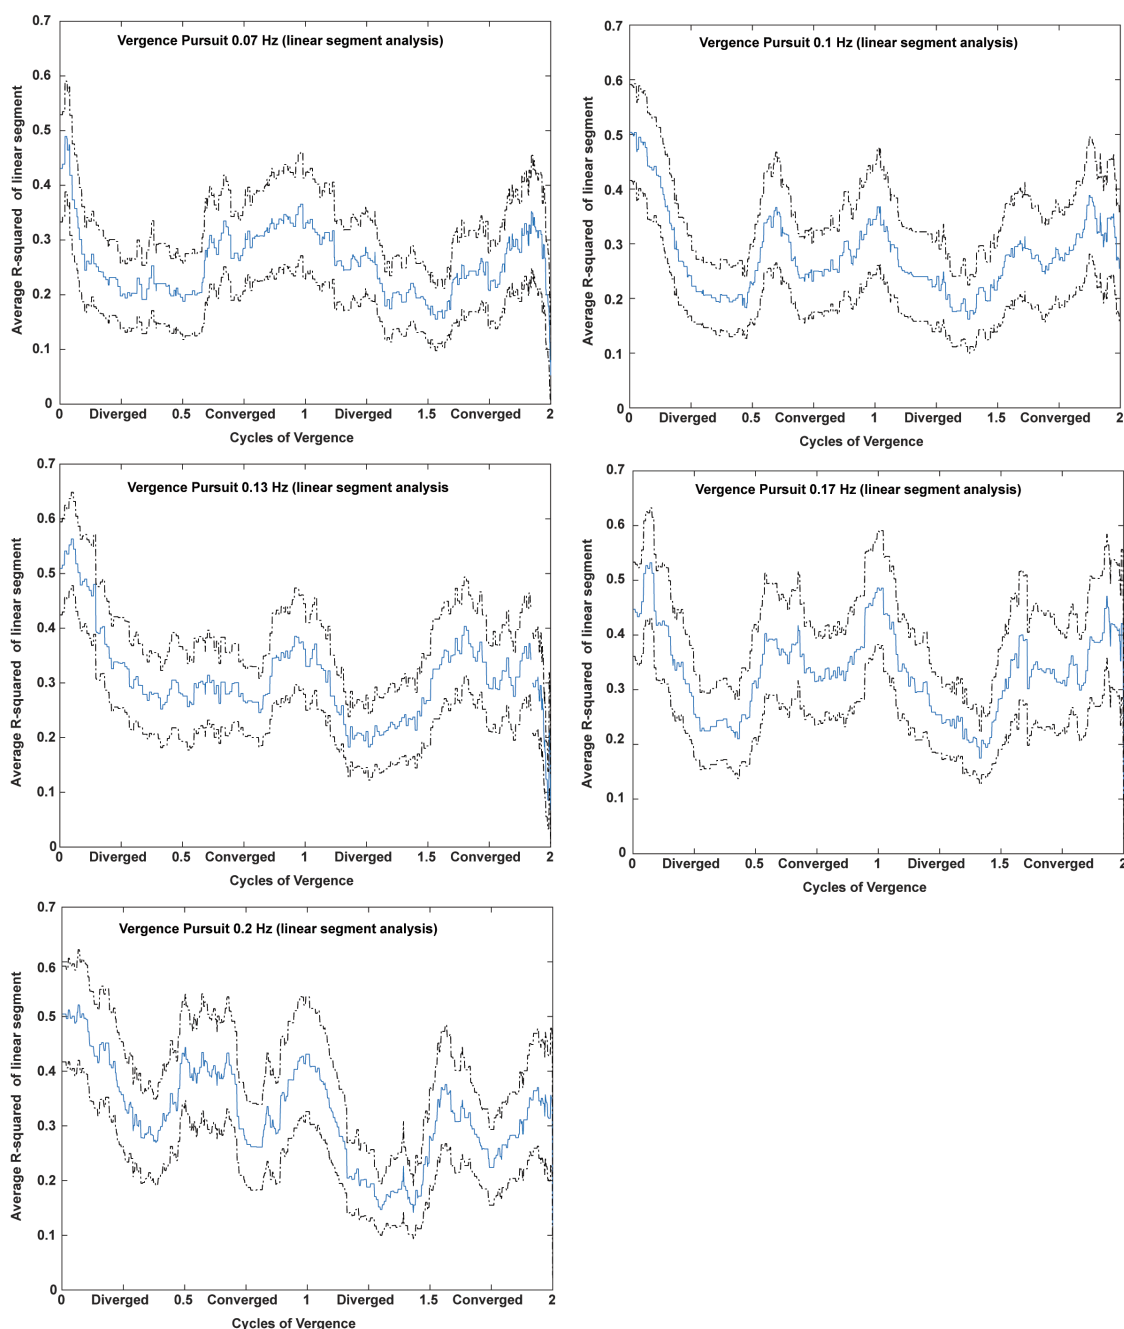 Vergence Pursuit 0.07 Hz (linear segment analysis)
Average R-squared of linear segment
0.7
0.6
0.5
0.4
0.3
0.2
0.1
0
0 Diverged 0.5 Converged 1 Diverged 1.5 Converged 2
Cycles of Vergence
Vergence Pursuit 0.1 Hz (linear segment analysis)
Average R-squared of linear segment
0.7
0.6
0.5
0.4
0.3
0.2
0.1
0
0 Diverged 0.5 Converged 1 Diverged 1.5 Converged 2
Cycles of Vergence
Vergence Pursuit 0.13 Hz (linear segment analysis
Average R-squared of linear segment
0.7
0.6
0.5
0.4
0.3
0.2
0.1
0
0 Diverged 0.5 Converged 1 Diverged 1.5 Converged 2
Cycles of Vergence
Vergence Pursuit 0.17 Hz (linear segment analysis)
Average R-squared of linear segment
0.7
0.6
0.5
0.4
0.3
0.2
0.1
0
0 Diverged 0.5 Converged 1 Diverged 1.5 Converged 2
Cycles of Vergence
Vergence Pursuit 0.2 Hz (linear segment analysis)
Average R-squared of linear segment
0.7
0.6
0.5
0.4
0.3
0.2
0.1
0
0 Diverged 0.5 Converged 1 Diverged 1.5 Converged 2
Cycles of Vergence